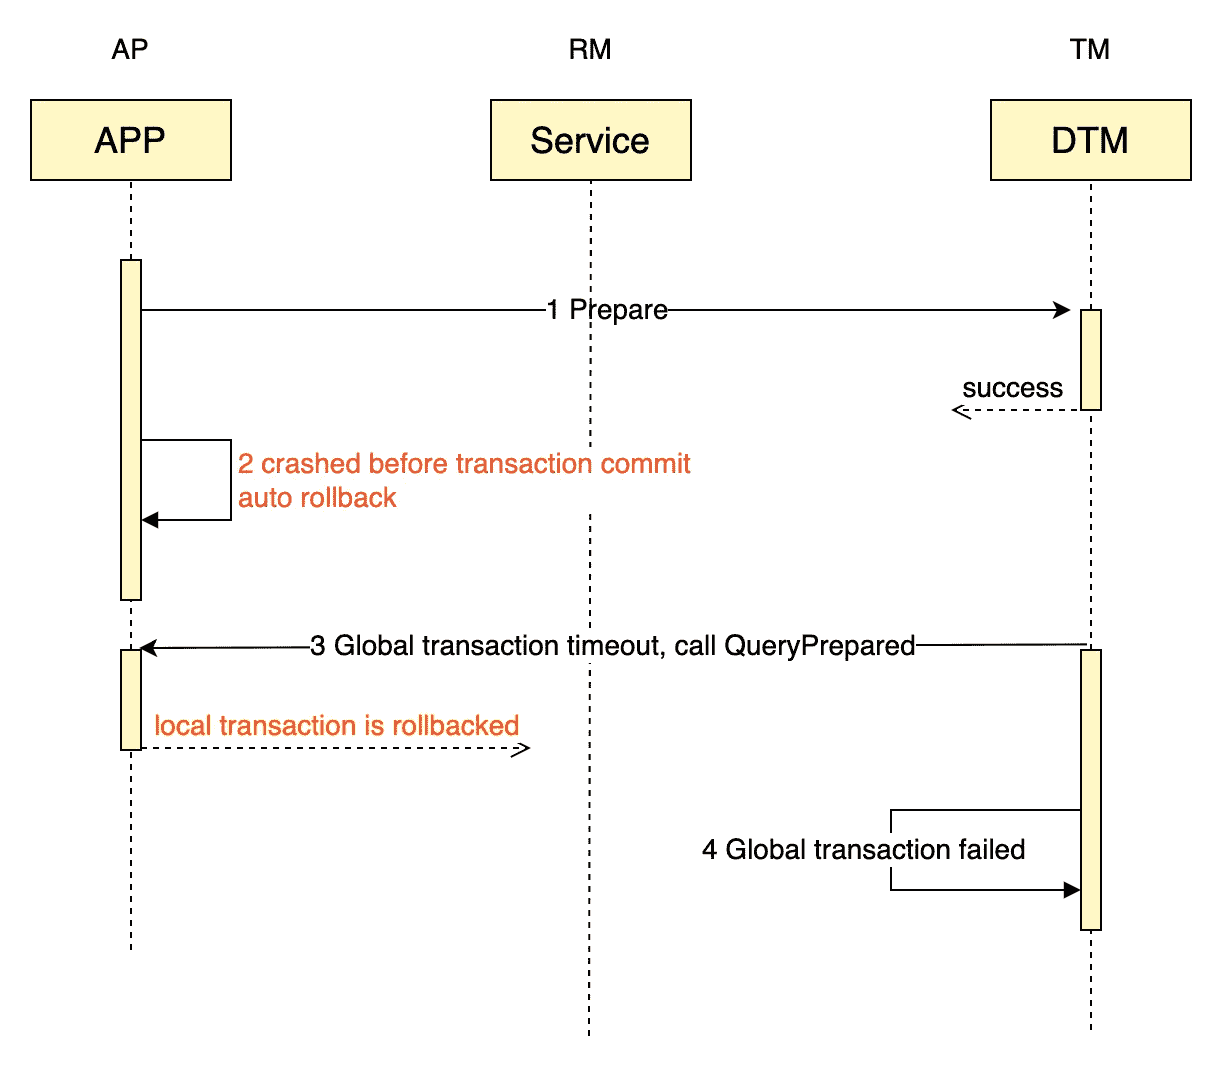 AP
RM
TM
APP
Service
DTM
1 Prepare
success
2 crashed before transaction commit
auto rollback
3 Global transaction timeout, call QueryPrepared
local transaction is rollbacked
4 Global transaction failed